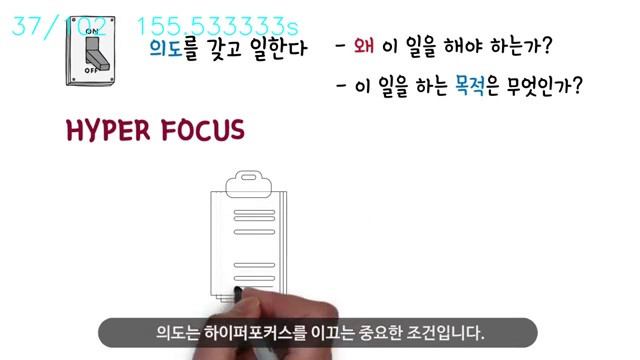 37/102 155.533333s
ON
OFF
의도를 갖고 일한다
- 왜 이 일을 해야 하는가?
- 이 일을 하는 목적은 무엇인가?
HYPER FOCUS
의도는 하이퍼포커스를 이끄는 중요한 조건입니다.